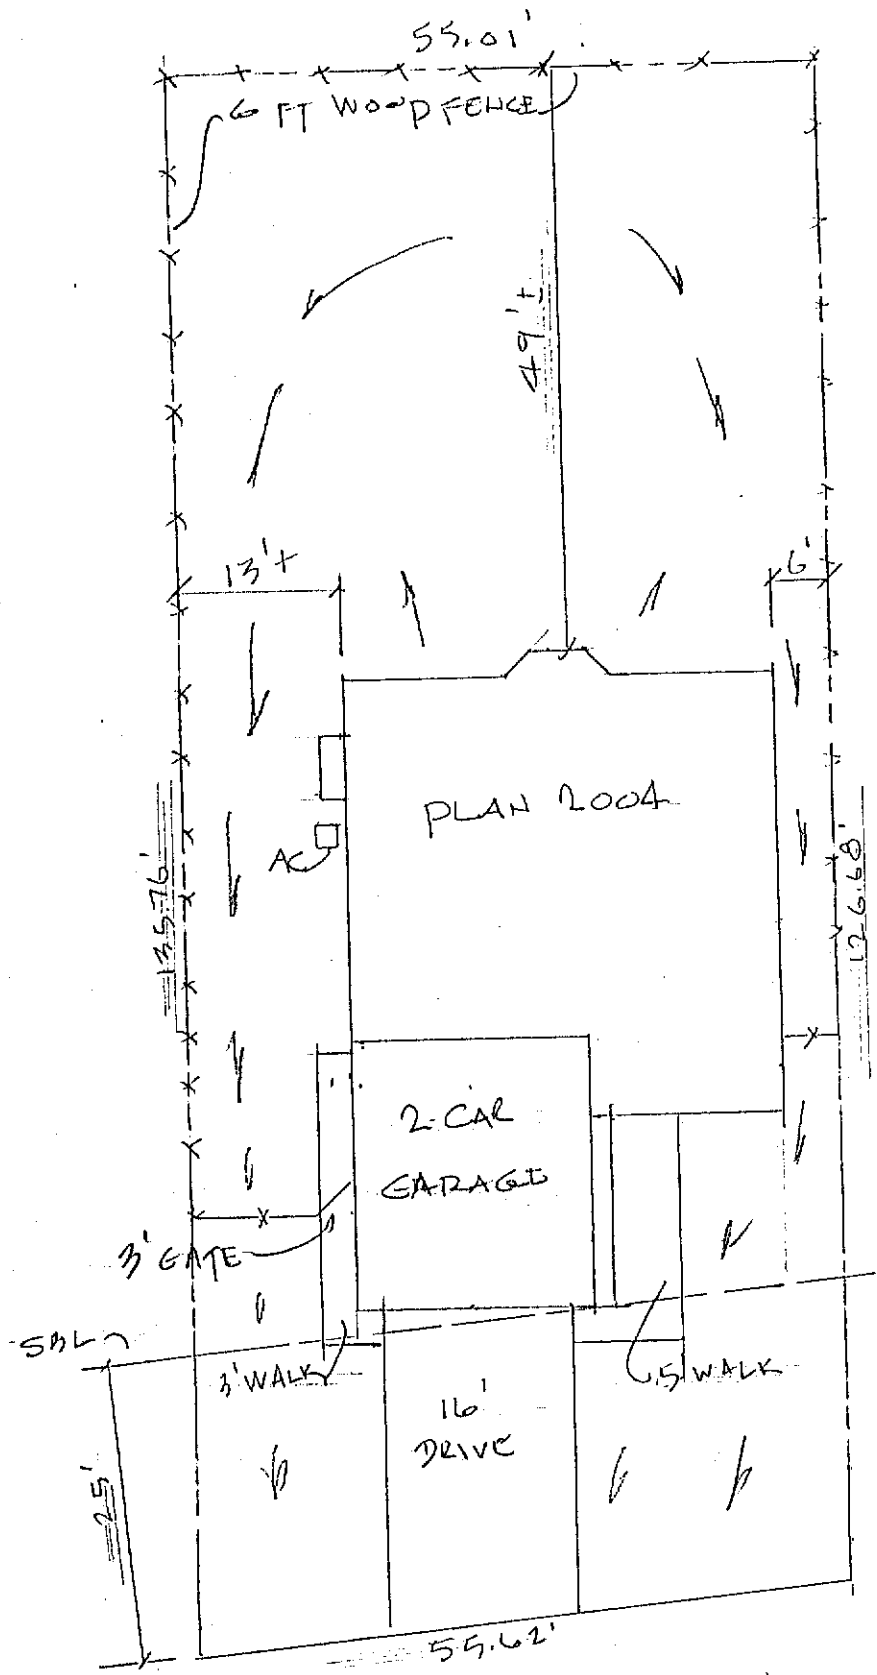 55.01'
6 FT WOOD FENCE
49'±
13'+
6'
PLAN 2004
AC
135.76'
126.68'
2-CAR
GARAGE
3' GATE
SBL
3' WALK
5 WALK
16'
DRIVE
25'
55.62'